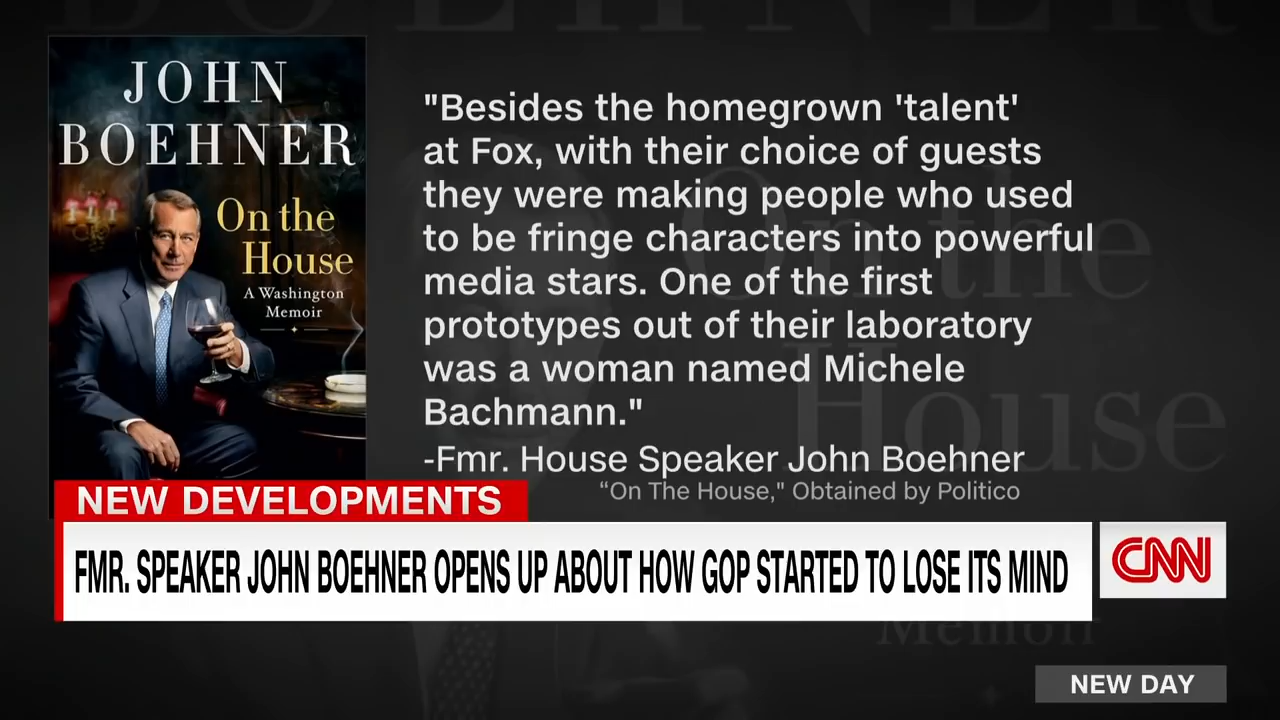 JOHN
BOEHNER
On the
House
A Washington
Memoir
"Besides the homegrown 'talent'
at Fox, with their choice of guests
they were making people who used
to be fringe characters into powerful
media stars. One of the first
prototypes out of their laboratory
was a woman named Michele
Bachmann."
-Fmr. House Speaker John Boehner
“On The House," Obtained by Politico
NEW DEVELOPMENTS
FMR. SPEAKER JOHN BOEHNER OPENS UP ABOUT HOW GOP STARTED TO LOSE ITS MIND
CNN
NEW DAY
On the
House
Memoir